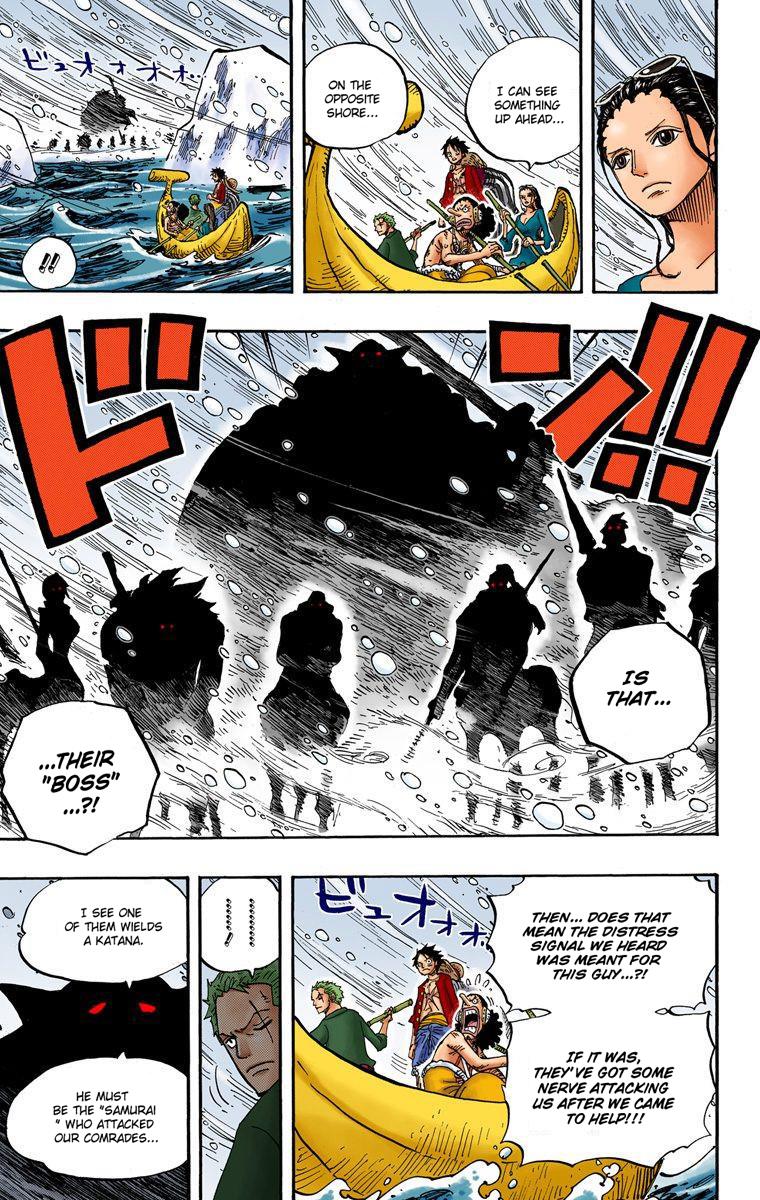 I CAN SEE
SOMETHING
UP AHEAD...
ON THE
OPPOSITE
SHORE...
ビュオォォォ...
!!
ドン!!
IS
THAT...
...THEIR
"BOSS"
...?!
ビュオォォォ
THEN... DOES THAT
MEAN THE DISTRESS
SIGNAL WE HEARD
WAS MEANT FOR
THIS GUY...?!
IF IT WAS,
THEY'VE GOT SOME
NERVE ATTACKING
US AFTER WE CAME
TO HELP!!!
I SEE ONE
OF THEM WIELDS
A KATANA.
HE MUST
BE THE "SAMURAI
" WHO ATTACKED
OUR COMRADES...